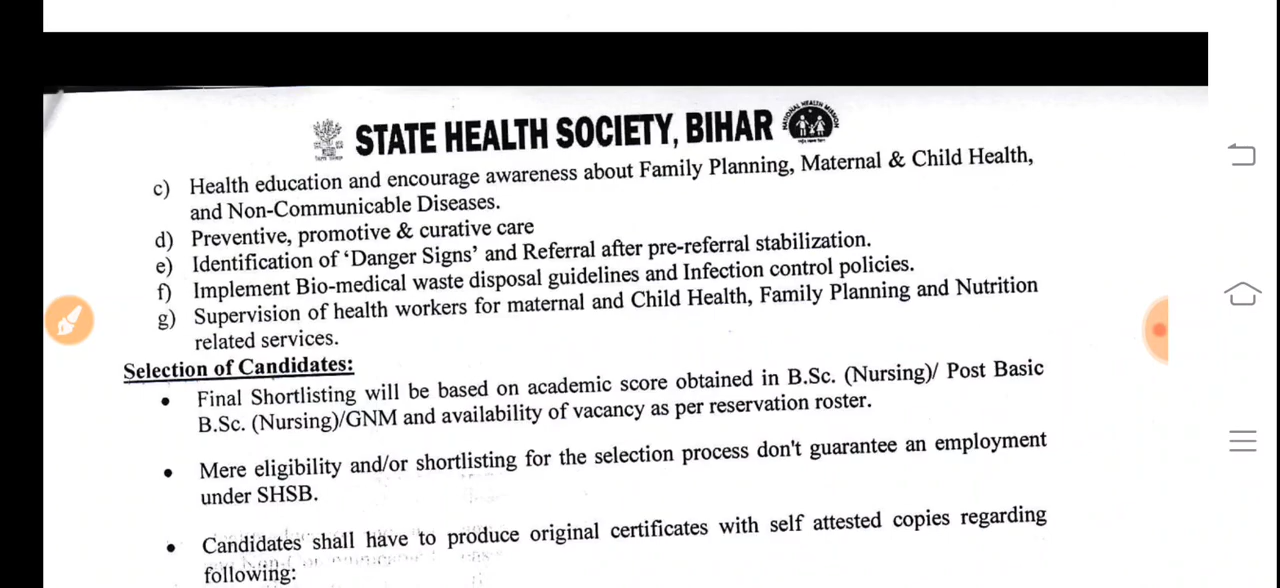 STATE HEALTH SOCIETY, BIHAR
NATIONAL HEALTH MISSION
c) Health education and encourage awareness about Family Planning, Maternal & Child Health,
and Non-Communicable Diseases.
d) Preventive, promotive & curative care
e) Identification of ‘Danger Signs’ and Referral after pre-referral stabilization.
f) Implement Bio-medical waste disposal guidelines and Infection control policies.
g) Supervision of health workers for maternal and Child Health, Family Planning and Nutrition
related services.
Selection of Candidates:
• Final Shortlisting will be based on academic score obtained in B.Sc. (Nursing)/ Post Basic
B.Sc. (Nursing)/GNM and availability of vacancy as per reservation roster.
• Mere eligibility and/or shortlisting for the selection process don't guarantee an employment
under SHSB.
• Candidates shall have to produce original certificates with self attested copies regarding
following: